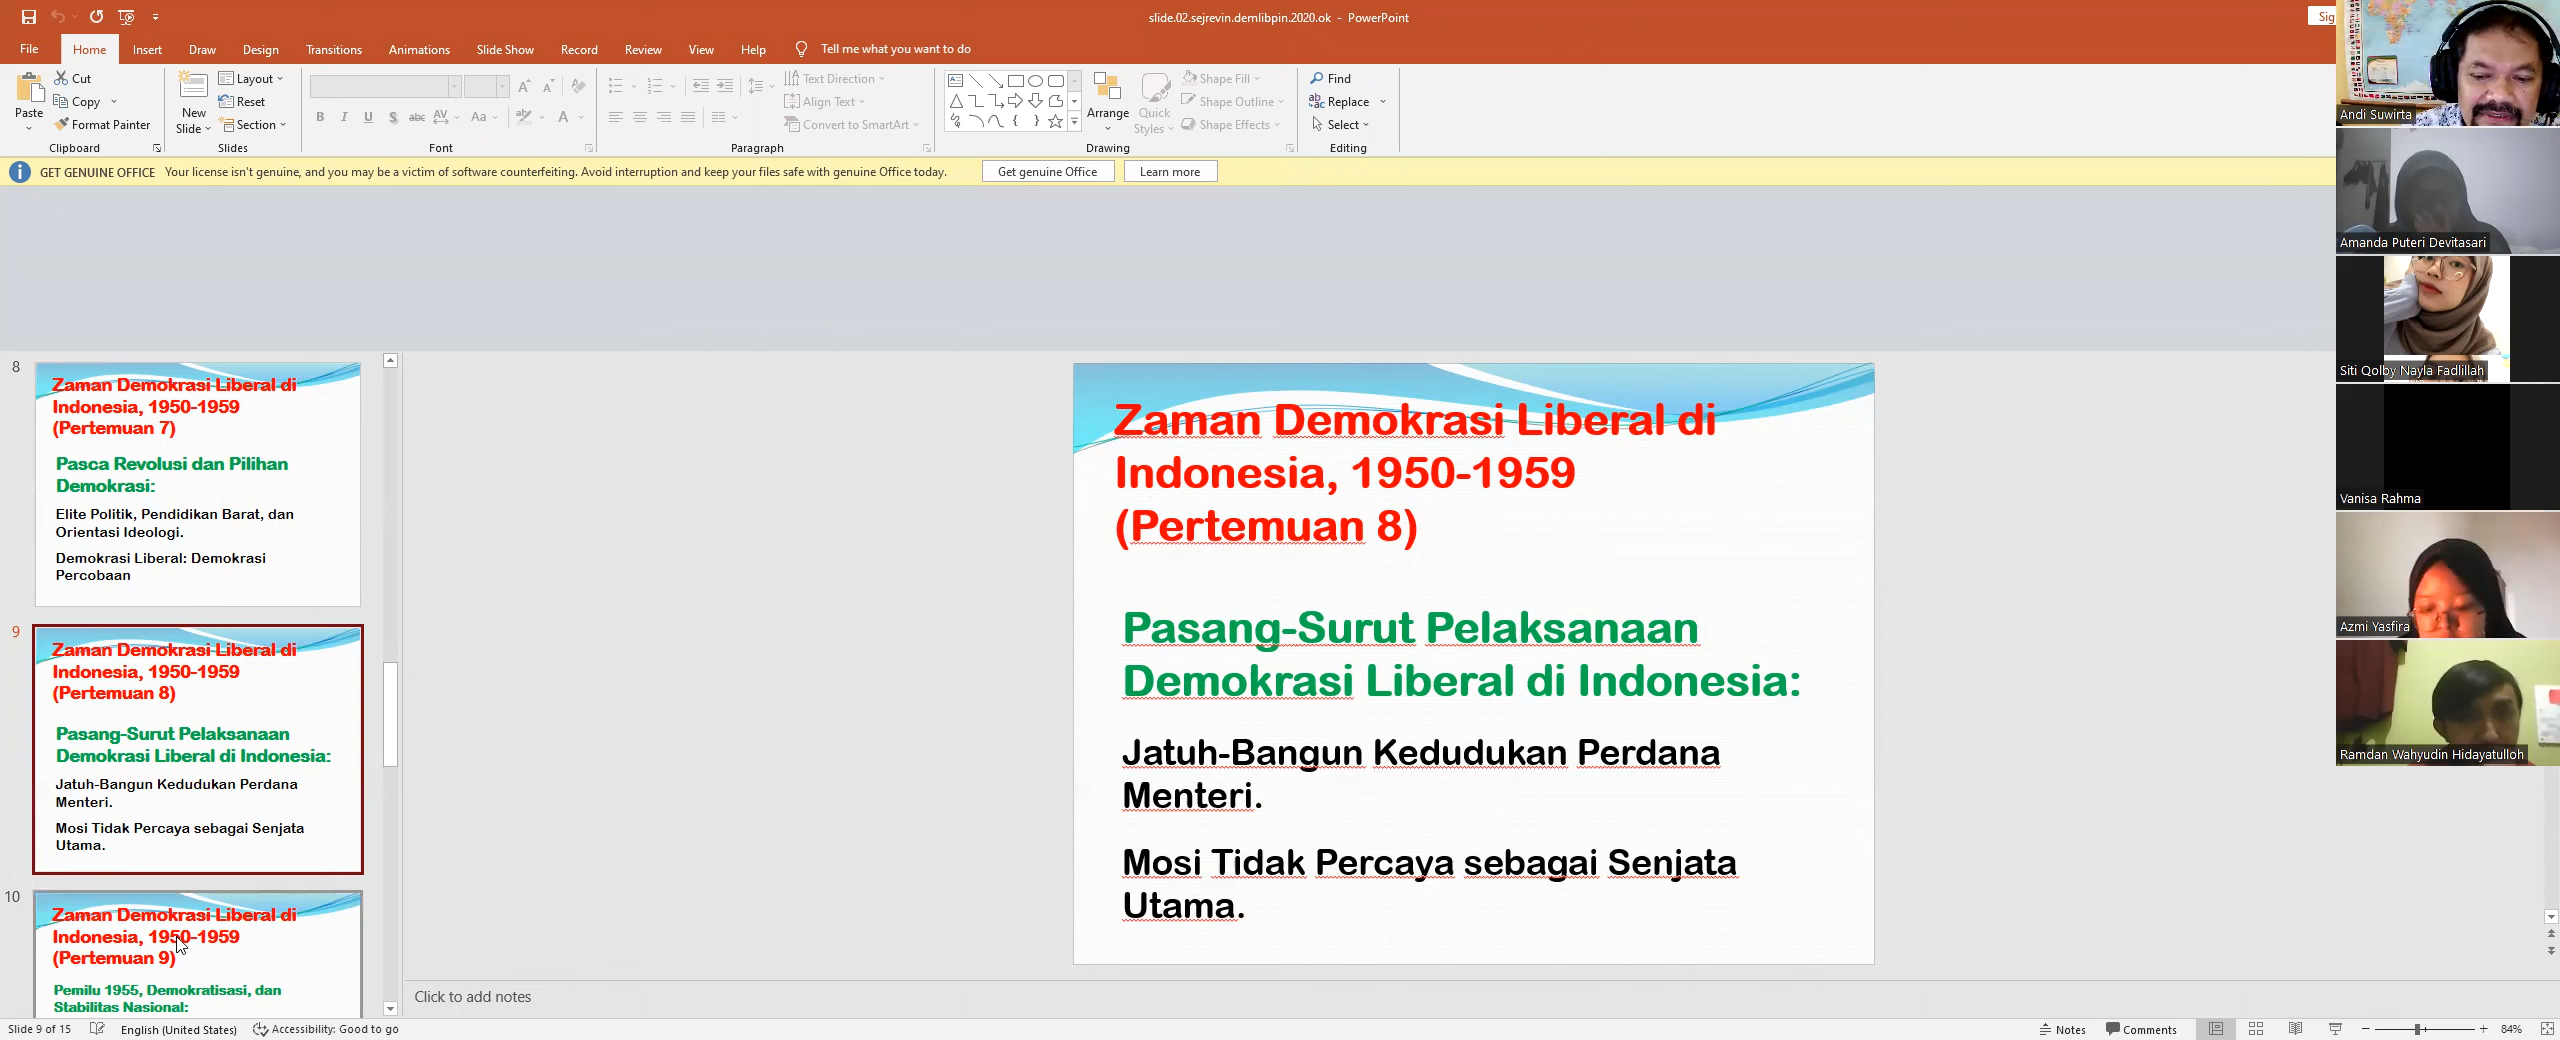 slide.02.sejrevin.demlibpin.2020.ok - PowerPoint
Sig
File Home Insert Draw Design Transitions Animations Slide Show Record Review View Help Tell me what you want to do
Paste
Cut
Copy
Format Painter
Clipboard
New
Slide
Layout
Reset
Section
Slides
B I U S abc AV Aa A
Font
Text Direction
Align Text
Convert to SmartArt
Paragraph
Arrange
Quick
Styles
Shape Fill
Shape Outline
Shape Effects
Drawing
Find
Replace
Select
Editing
GET GENUINE OFFICE Your license isn't genuine, and you may be a victim of software counterfeiting. Avoid interruption and keep your files safe with genuine Office today. Get genuine Office Learn more
8
Zaman Demokrasi Liberal di
Indonesia, 1950-1959
(Pertemuan 7)
Pasca Revolusi dan Pilihan
Demokrasi:
Elite Politik, Pendidikan Barat, dan
Orientasi Ideologi.
Demokrasi Liberal: Demokrasi
Percobaan
9
Zaman Demokrasi Liberal di
Indonesia, 1950-1959
(Pertemuan 8)
Pasang-Surut Pelaksanaan
Demokrasi Liberal di Indonesia:
Jatuh-Bangun Kedudukan Perdana
Menteri.
Mosi Tidak Percaya sebagai Senjata
Utama.
10
Zaman Demokrasi Liberal di
Indonesia, 1950-1959
(Pertemuan 9)
Pemilu 1955, Demokratisasi, dan
Stabilitas Nasional:
Zaman Demokrasi Liberal di
Indonesia, 1950-1959
(Pertemuan 8)
Pasang-Surut Pelaksanaan
Demokrasi Liberal di Indonesia:
Jatuh-Bangun Kedudukan Perdana
Menteri.
Mosi Tidak Percaya sebagai Senjata
Utama.
Click to add notes
Slide 9 of 15 English (United States) Accessibility: Good to go Notes Comments 84%
Andi Suwirta
Amanda Puteri Devitasari
Siti Qolby Nayla Fadlillah
Vanisa Rahma
Azmi Yasfira
Ramdan Wahyudin Hidayatulloh